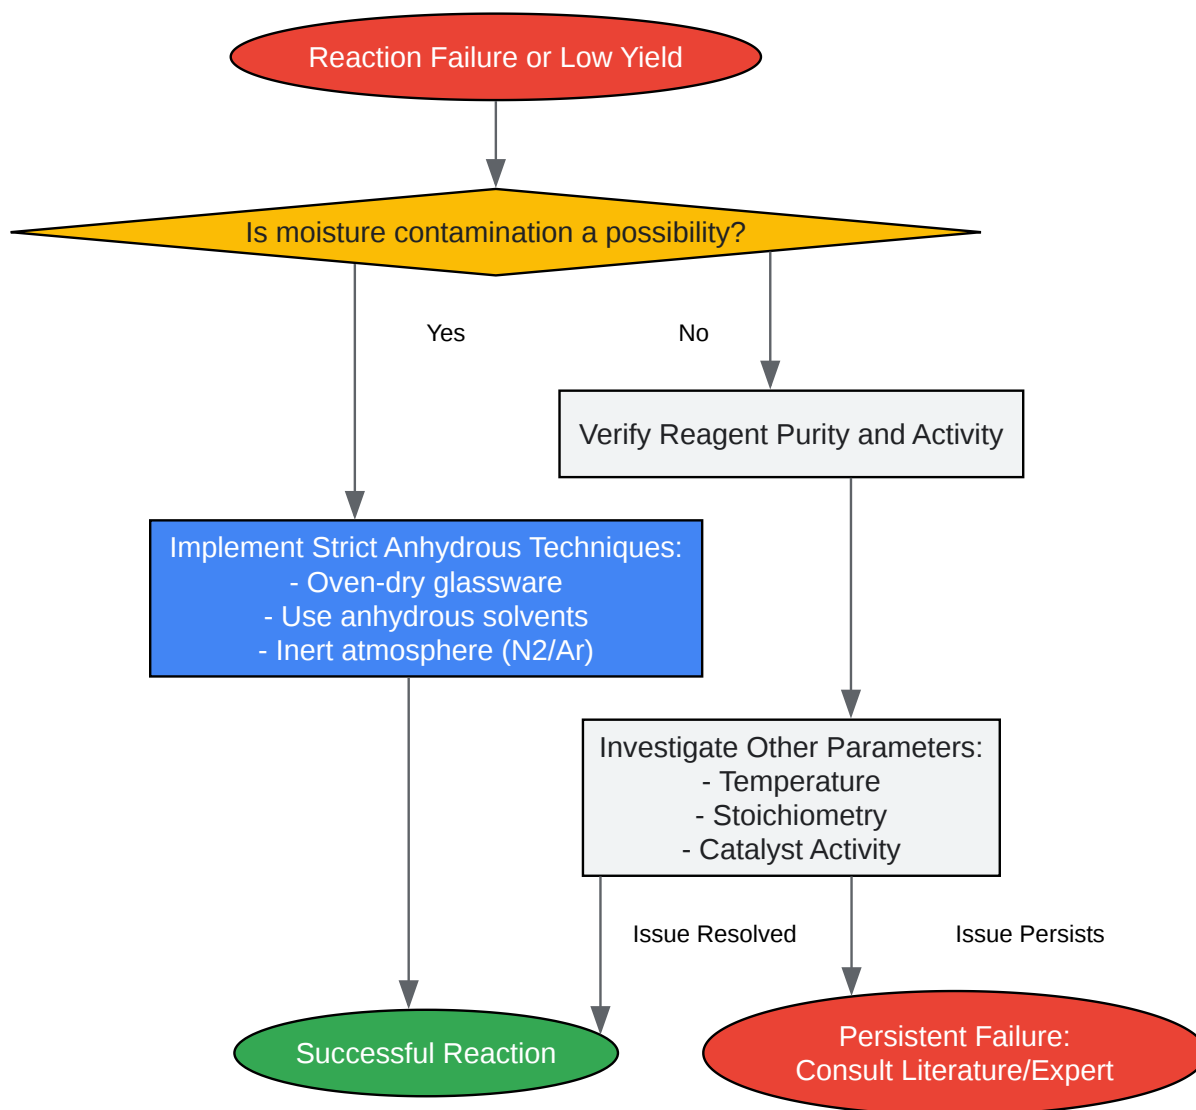 Reaction Failure or Low Yield
Is moisture contamination a possibility?
Yes
No
Verify Reagent Purity and Activity
Implement Strict Anhydrous Techniques:
- Oven-dry glassware
- Use anhydrous solvents
- Inert atmosphere (N2/Ar)
Investigate Other Parameters:
- Temperature
- Stoichiometry
- Catalyst Activity
Issue Resolved
Issue Persists
Successful Reaction
Persistent Failure:
Consult Literature/Expert